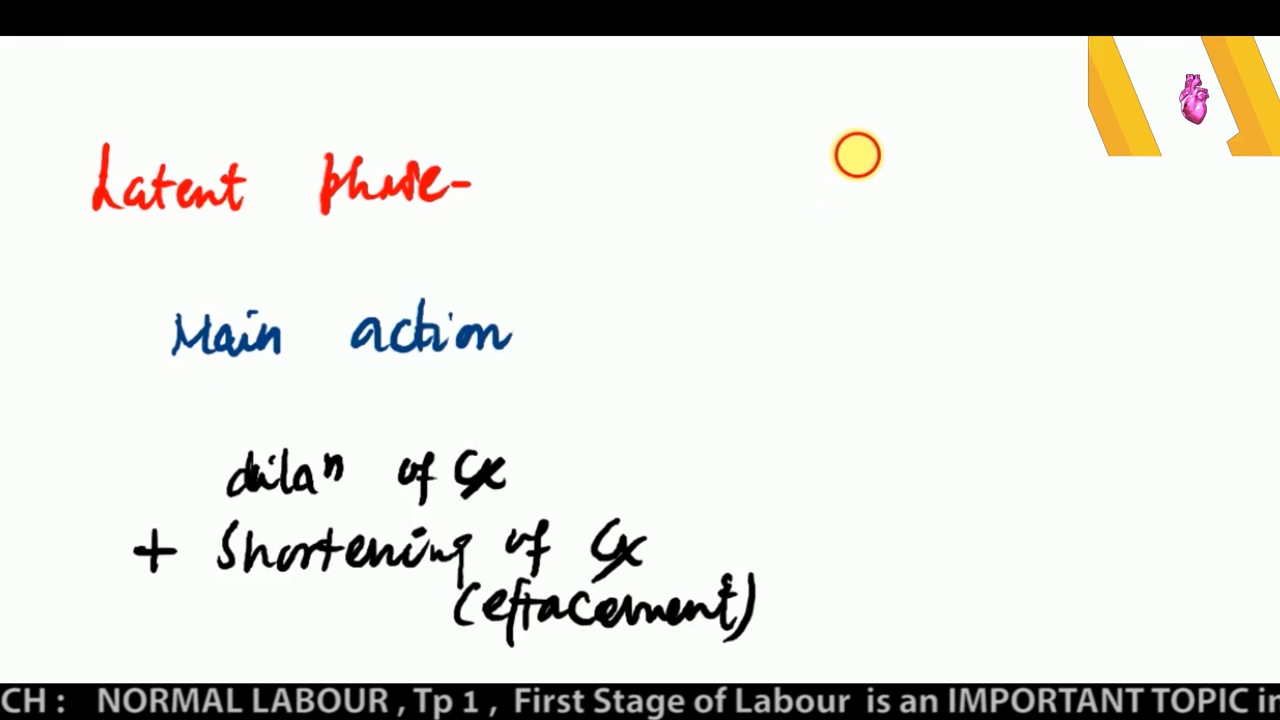 Latent phase-
Main action
dilaⁿ of Cx
+ Shortening of Cx
(effacement)
CH : NORMAL LABOUR , Tp 1 , First Stage of Labour is an IMPORTANT TOPIC in